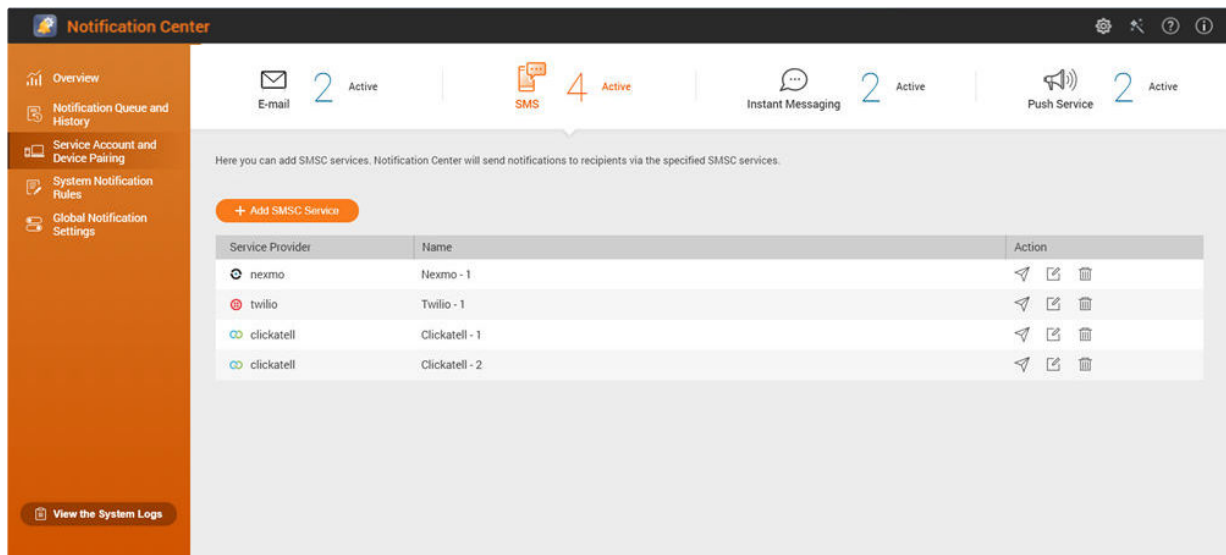 Notification Center
Overview
Notification Queue and
History
Service Account and
Device Pairing
System Notification
Rules
Global Notification
Settings
View the System Logs
E-mail
2
Active
SMS
4
Active
Instant Messaging
2
Active
Push Service
2
Active
Here you can add SMSC services. Notification Center will send notifications to recipients via the specified SMSC services.
+ Add SMSC Service
Service Provider Name Action
nexmo Nexmo - 1
twilio Twilio - 1
clickatell Clickatell - 1
clickatell Clickatell - 2